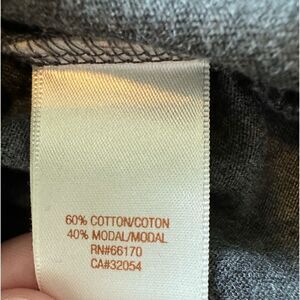 60% COTTON/COTON
40% MODAL/MODAL
RN#66170
CA#32054